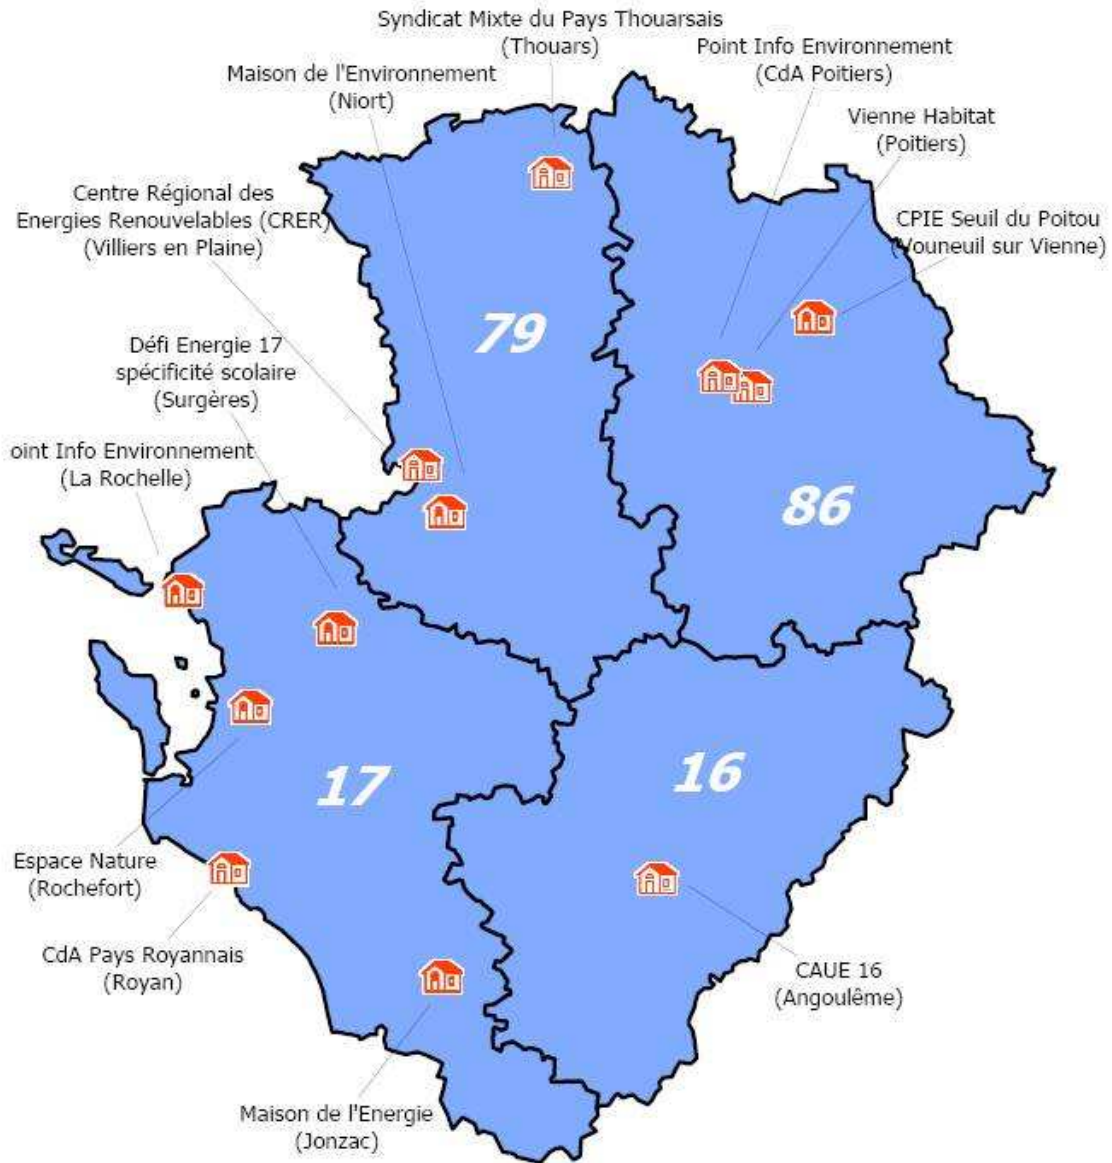 Syndicat Mixte du Pays Thouarsais
(Thouars)
Point Info Environnement
(CdA Poitiers)
Maison de l'Environnement
(Niort)
Vienne Habitat
(Poitiers)
Centre Régional des
Energies Renouvelables (CRER)
(Villiers en Plaine)
CPIE Seuil du Poitou
(Vouneuil sur Vienne)
79
Défi Energie 17
spécificité scolaire
(Surgères)
oint Info Environnement
(La Rochelle)
86
17
16
Espace Nature
(Rochefort)
CdA Pays Royannais
(Royan)
CAUE 16
(Angoulême)
Maison de l'Energie
(Jonzac)